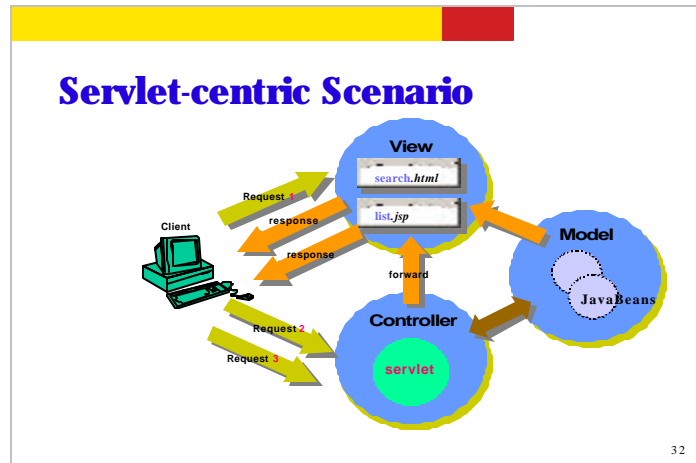 Servlet-centric Scenario
View
search.html
list.jsp
Request 1
response
Client
response
forward
Model
JavaBeans
Controller
servlet
Request 2
Request 3
32